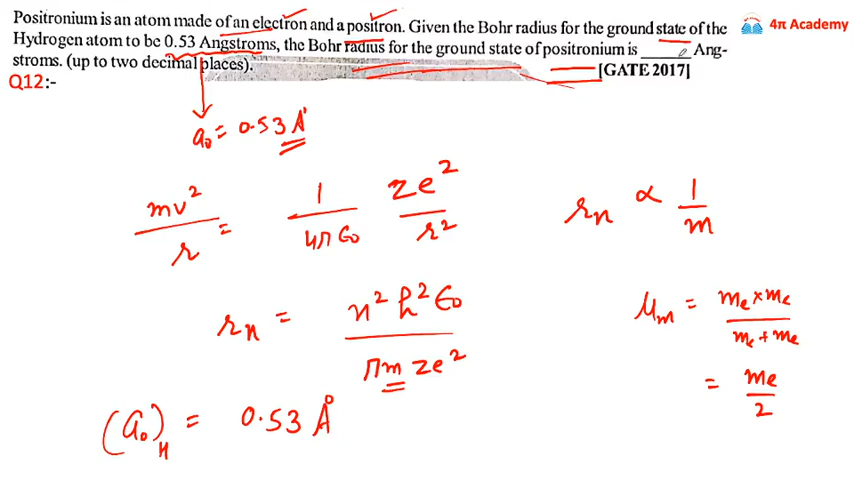 Positronium is an atom made of an electron and a positron. Given the Bohr radius for the ground state of the
Hydrogen atom to be 0.53 Angstroms, the Bohr radius for the ground state of positronium is ______ Ang-
stroms. (up to two decimal places).
[GATE 2017]
4π Academy
Q12:-
a₀ = 0.53 Å
mv²/r = 1/4πϵ₀ ze²/r²
rn ∝ 1/m
rn = n²h²ϵ₀/πm ze²
μm = me×me/me+me
= me/2
(a₀)H = 0.53 Å